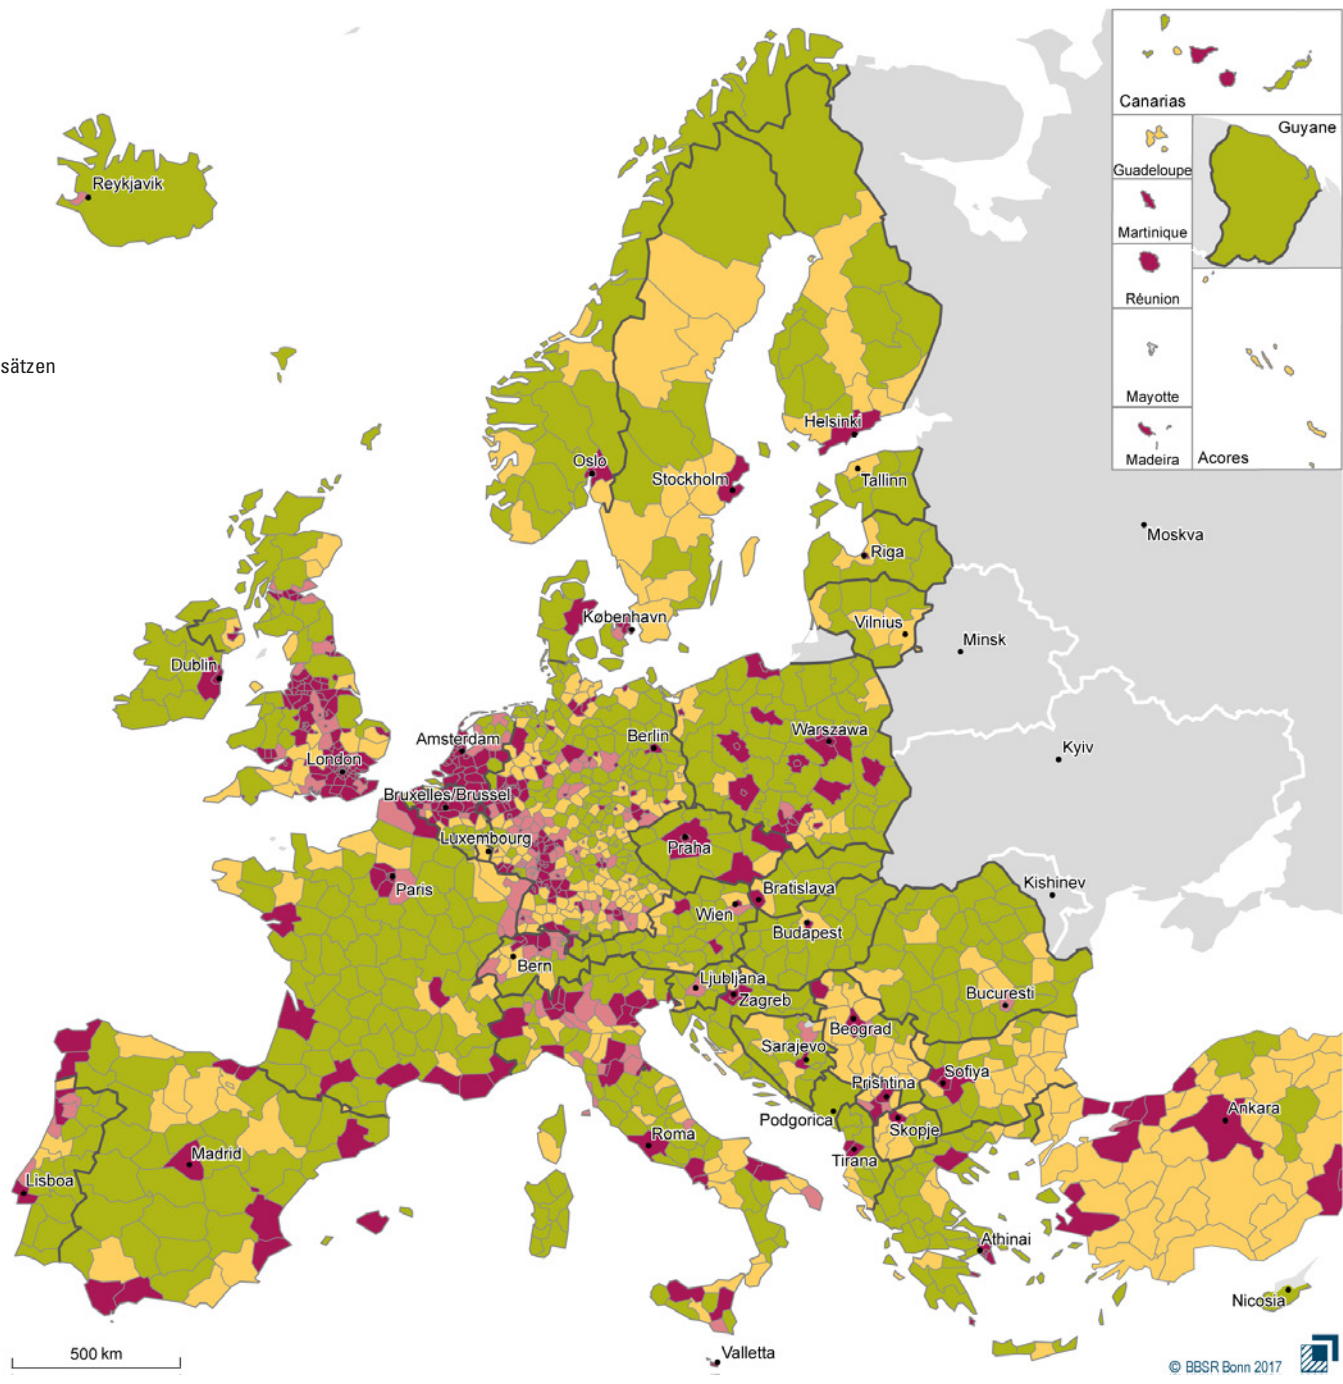 Canarias
Guyane
Guadeloupe
Martinique
Réunion
Mayotte
Madeira
Acores
Reykjavik
sätzen
Helsinki
Oslo
Stockholm
Tallinn
Moskva
Riga
København
Vilnius
Minsk
Dublin
Amsterdam
Berlin
Warszawa
Kyiv
London
Bruxelles/Brussel
Luxembourg
Praha
Paris
Kishinev
Bratislava
Wien
Budapest
Bern
Ljubljana
Zagreb
Bucuresti
Beograd
Sarajevo
Prishtina
Sofiya
Podgorica
Skopje
Ankara
Roma
Madrid
Tirana
Lisboa
Athinai
Nicosia
500 km
Valletta
© BBSR Bonn 2017